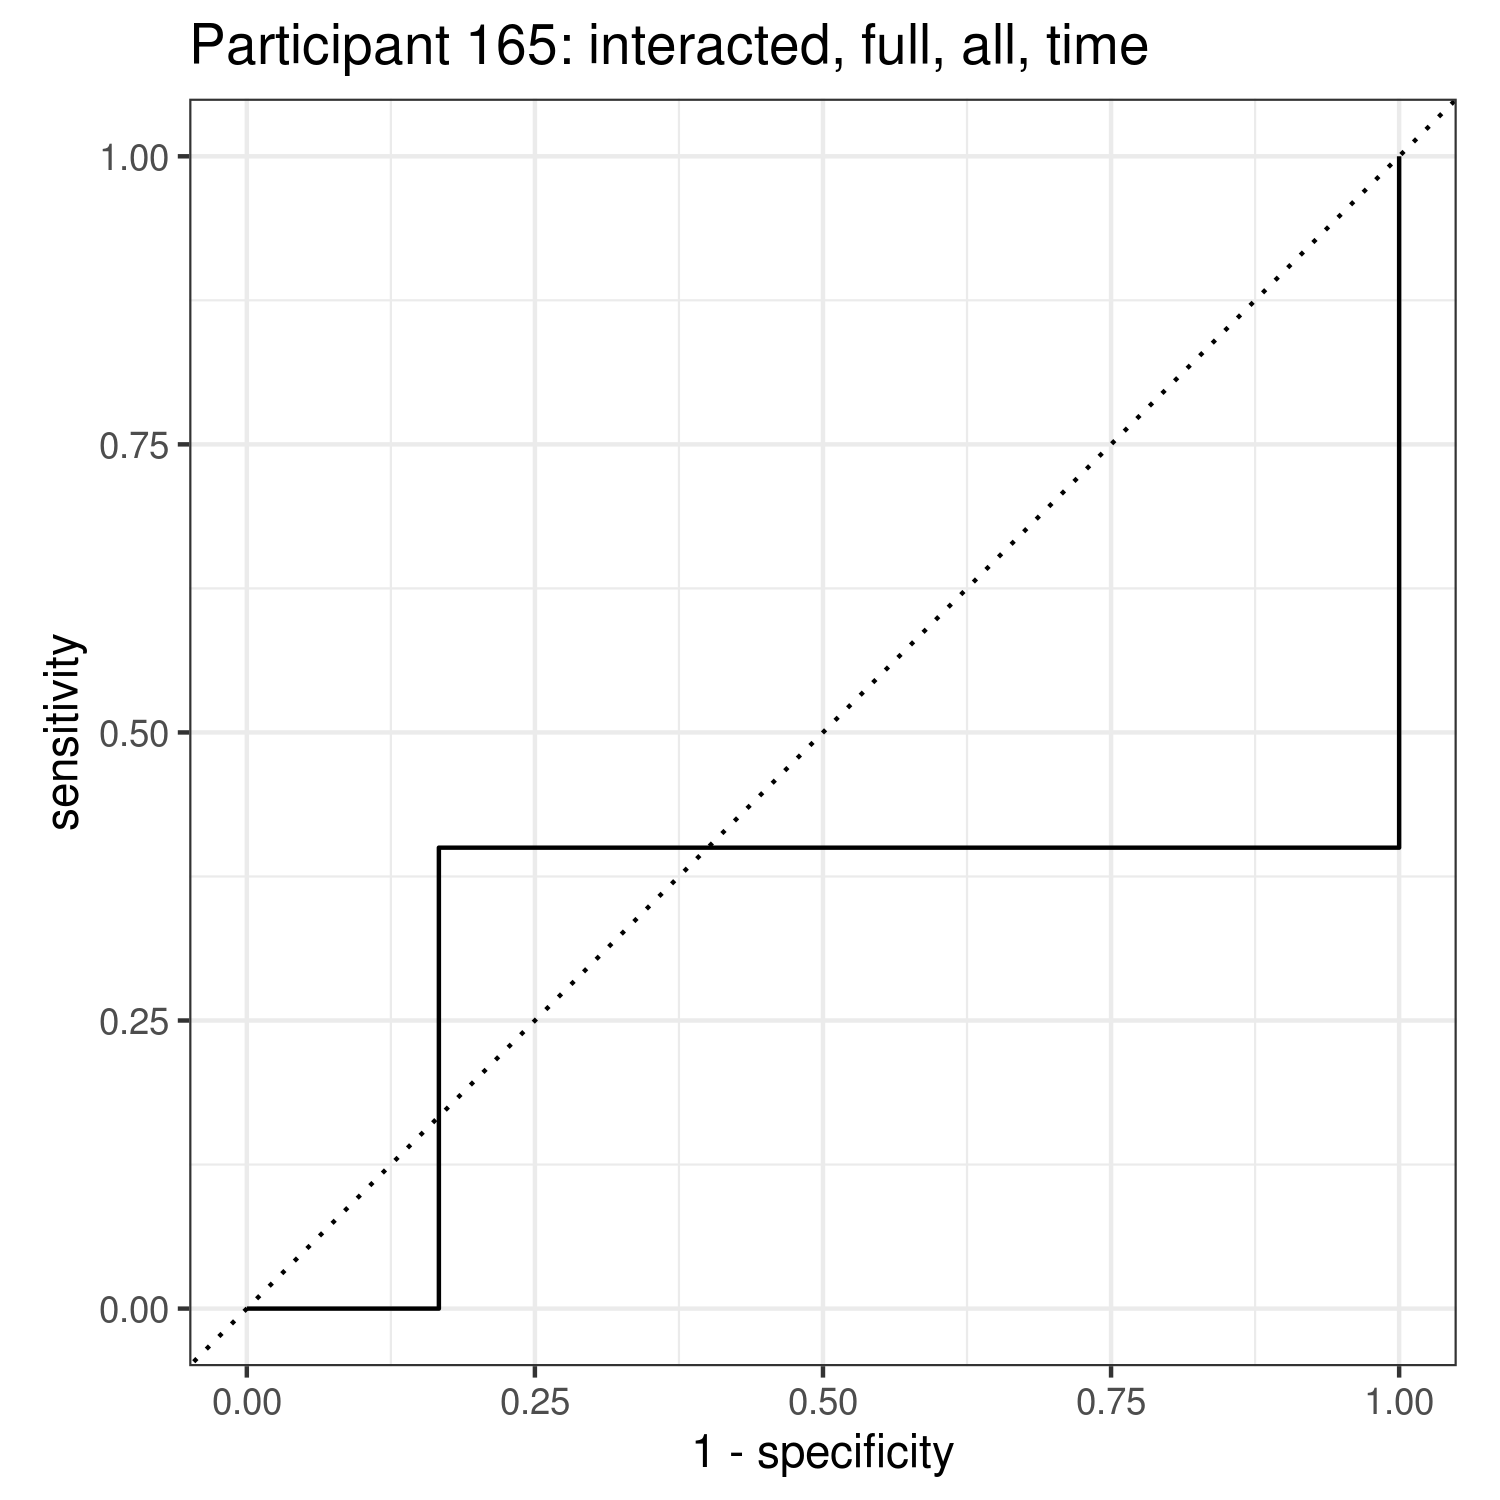 Participant 165: interacted, full, all, time
1.00
0.75
0.50
0.25
0.00
sensitivity
0.00 0.25 0.50 0.75 1.00
1 - specificity